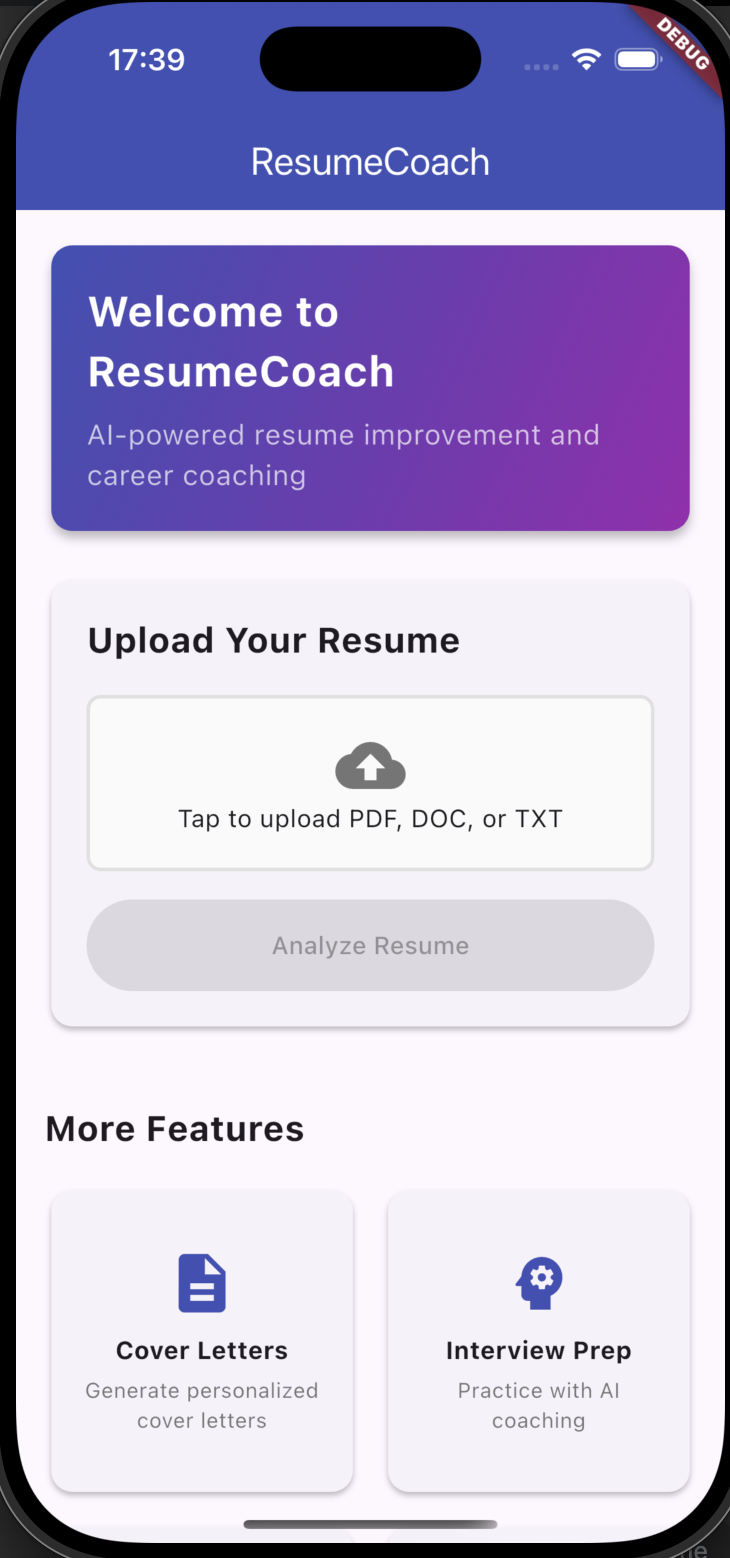 17:39
DEBUG
ResumeCoach
Welcome to
ResumeCoach
AI-powered resume improvement and
career coaching
Upload Your Resume
Tap to upload PDF, DOC, or TXT
Analyze Resume
More Features
Cover Letters
Generate personalized
cover letters
Interview Prep
Practice with AI
coaching